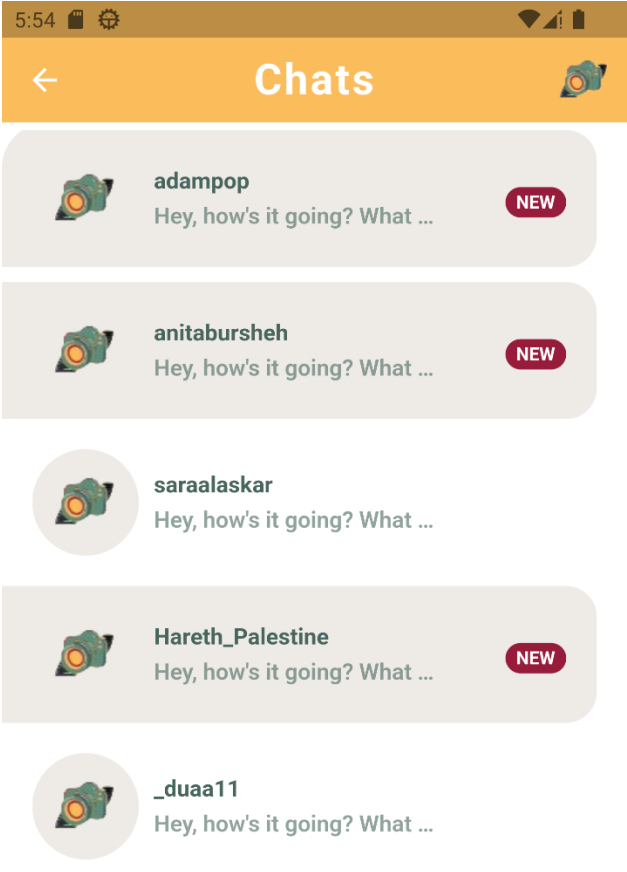 5:54
Chats
adampop
Hey, how's it going? What ...
NEW
anitabursheh
Hey, how's it going? What ...
NEW
saraalaskar
Hey, how's it going? What ...
Hareth_Palestine
Hey, how's it going? What ...
NEW
_duaa11
Hey, how's it going? What ...